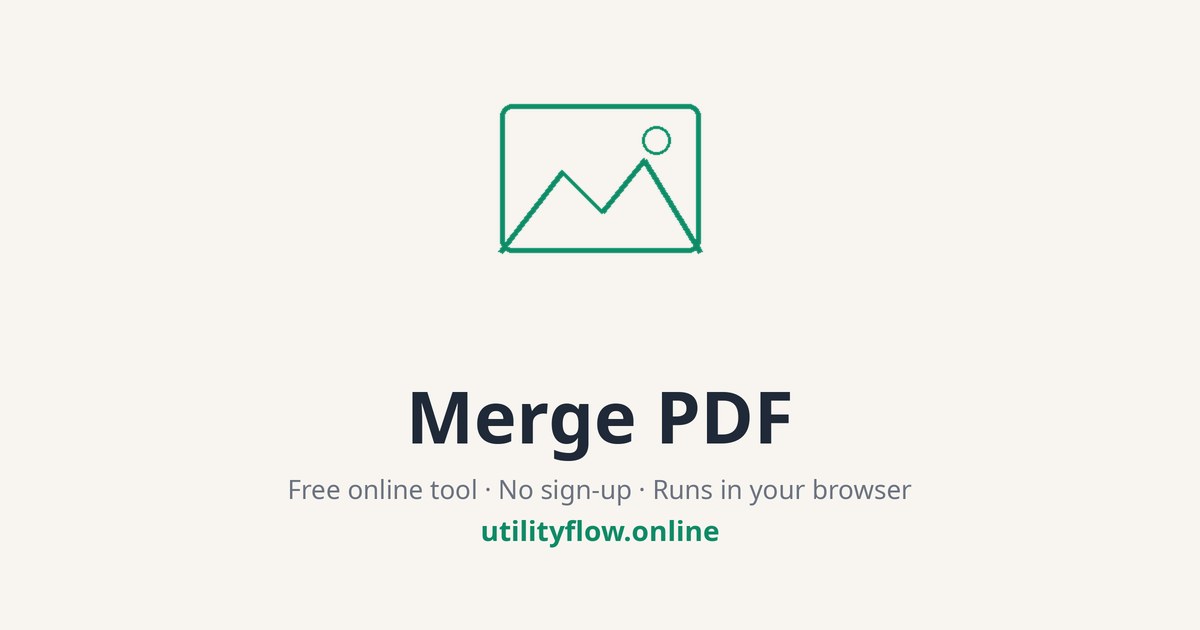 Merge PDF
Free online tool · No sign-up · Runs in your browser
utilityflow.online